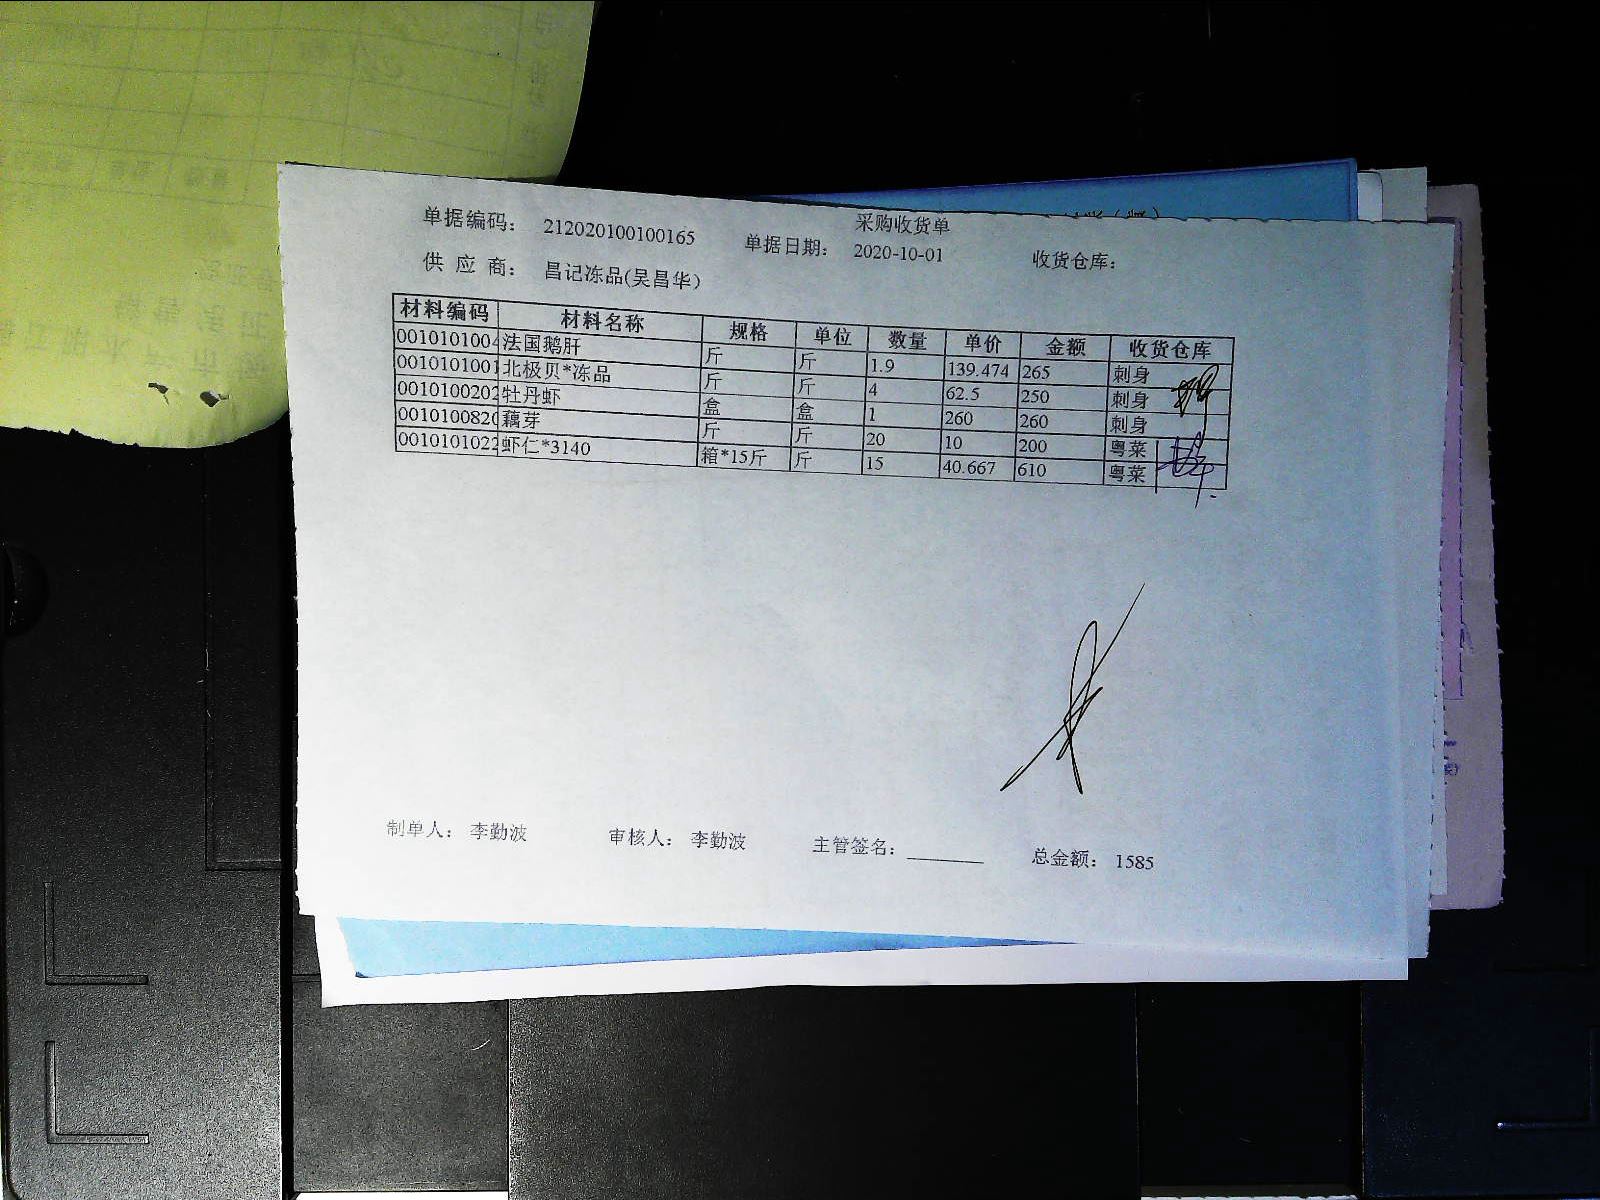 采购收货单
单据编码： 212020100100165 单据日期： 2020-10-01 收货仓库：
供 应 商： 昌记冻品(吴昌华)
材料编码 材料名称 规格 单位 数量 单价 金额 收货仓库
0010101004 法国鹅肝 斤 斤 1.9 139.474 265 刺身
0010101001 北极贝*冻品 斤 斤 4 62.5 250 刺身
0010100202 牡丹虾 盒 盒 1 260 260 刺身
001010082 藕芽 斤 斤 20 10 200 粤菜
0010101022 虾仁*3140 箱*15斤 斤 15 40.667 610 粤菜
制单人： 李勤波 审核人： 李勤波 主管签名： 总金额： 1585